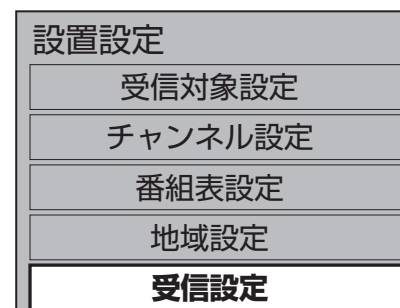 設置設定
受信対象設定
チャンネル設定
番組表設定
地域設定
受信設定